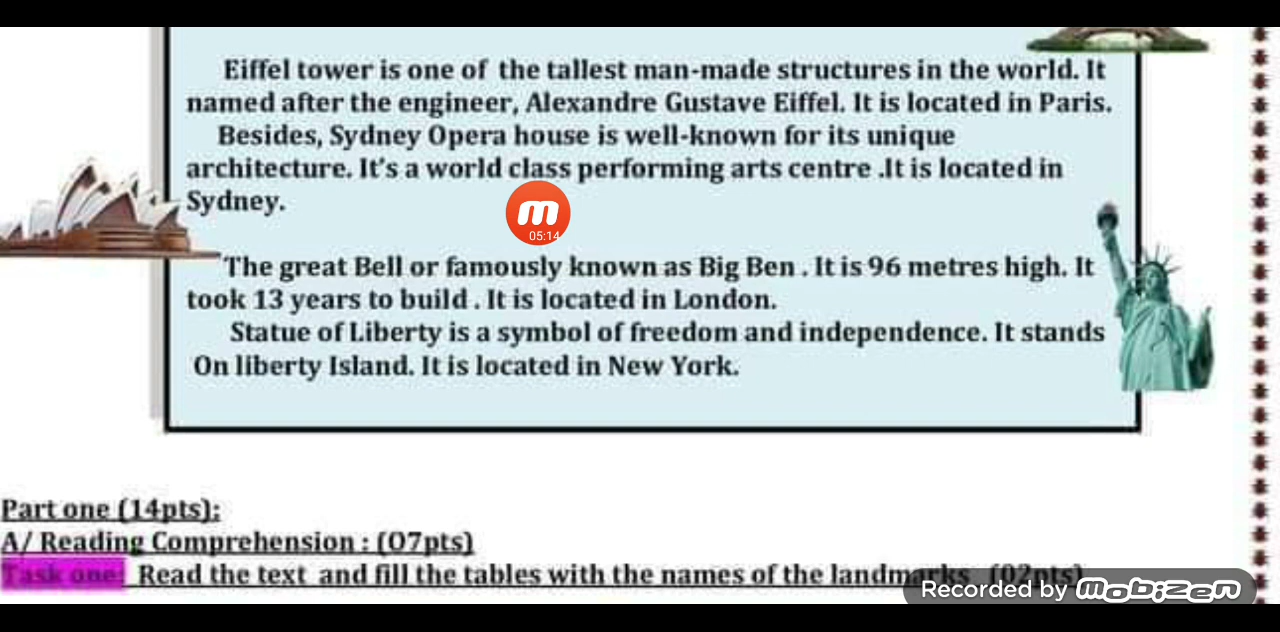 Eiffel tower is one of the tallest man-made structures in the world. It
named after the engineer, Alexandre Gustave Eiffel. It is located in Paris.
Besides, Sydney Opera house is well-known for its unique
architecture. It's a world class performing arts centre .It is located in
Sydney.
05:14
The great Bell or famously known as Big Ben . It is 96 metres high. It
took 13 years to build . It is located in London.
Statue of Liberty is a symbol of freedom and independence. It stands
On liberty Island. It is located in New York.
Part one (14pts):
A/ Reading Comprehension : (07pts)
Task one: Read the text and fill the tables with the names of the landmarks. (02pts)
Recorded by mobizen